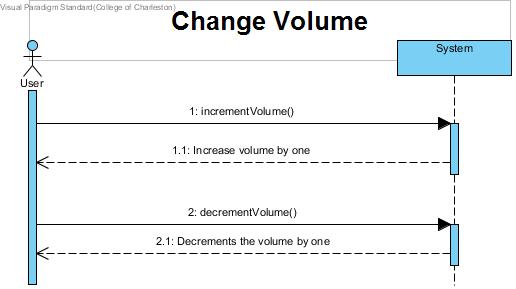 Visual Paradigm Standard(College of Charleston)
Change Volume
System
User
1: incrementVolume()
1.1: Increase volume by one
2: decrementVolume()
2.1: Decrements the volume by one